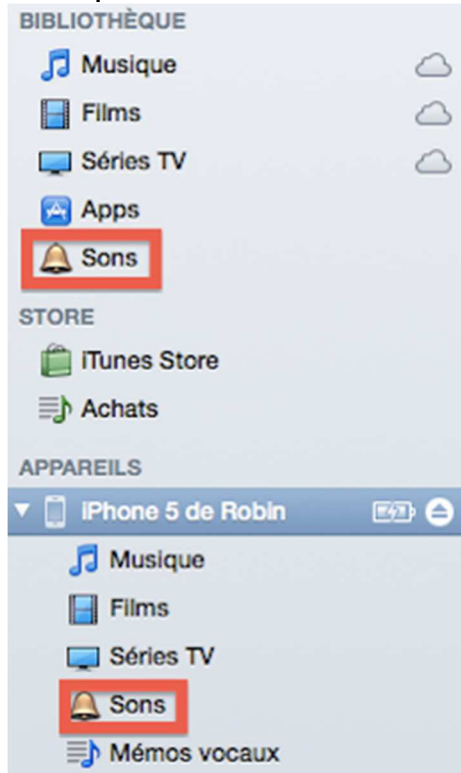 BIBLIOTHÈQUE
Musique
Films
Séries TV
Apps
Sons
STORE
iTunes Store
Achats
APPAREILS
iPhone 5 de Robin
Musique
Films
Séries TV
Sons
Mémos vocaux